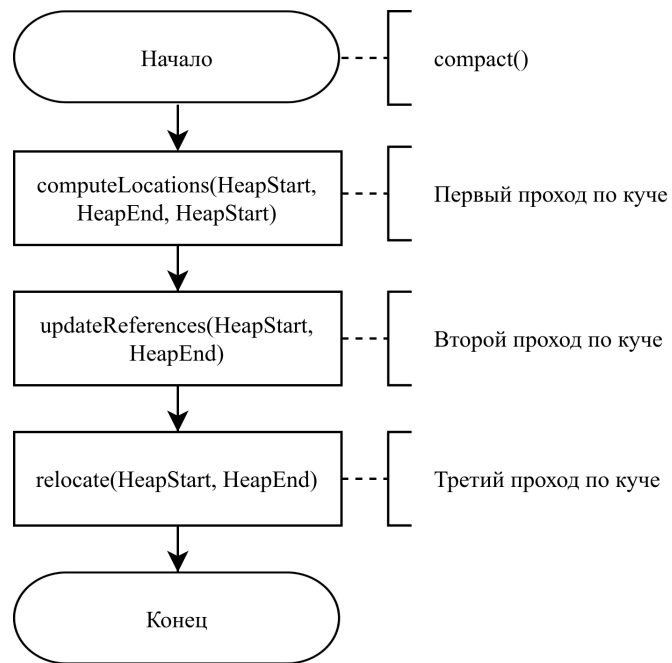 Начало
compact()
computeLocations(HeapStart,
HeapEnd, HeapStart)
Первый проход по куче
updateReferences(HeapStart,
HeapEnd)
Второй проход по куче
relocate(HeapStart, HeapEnd)
Третий проход по куче
Конец